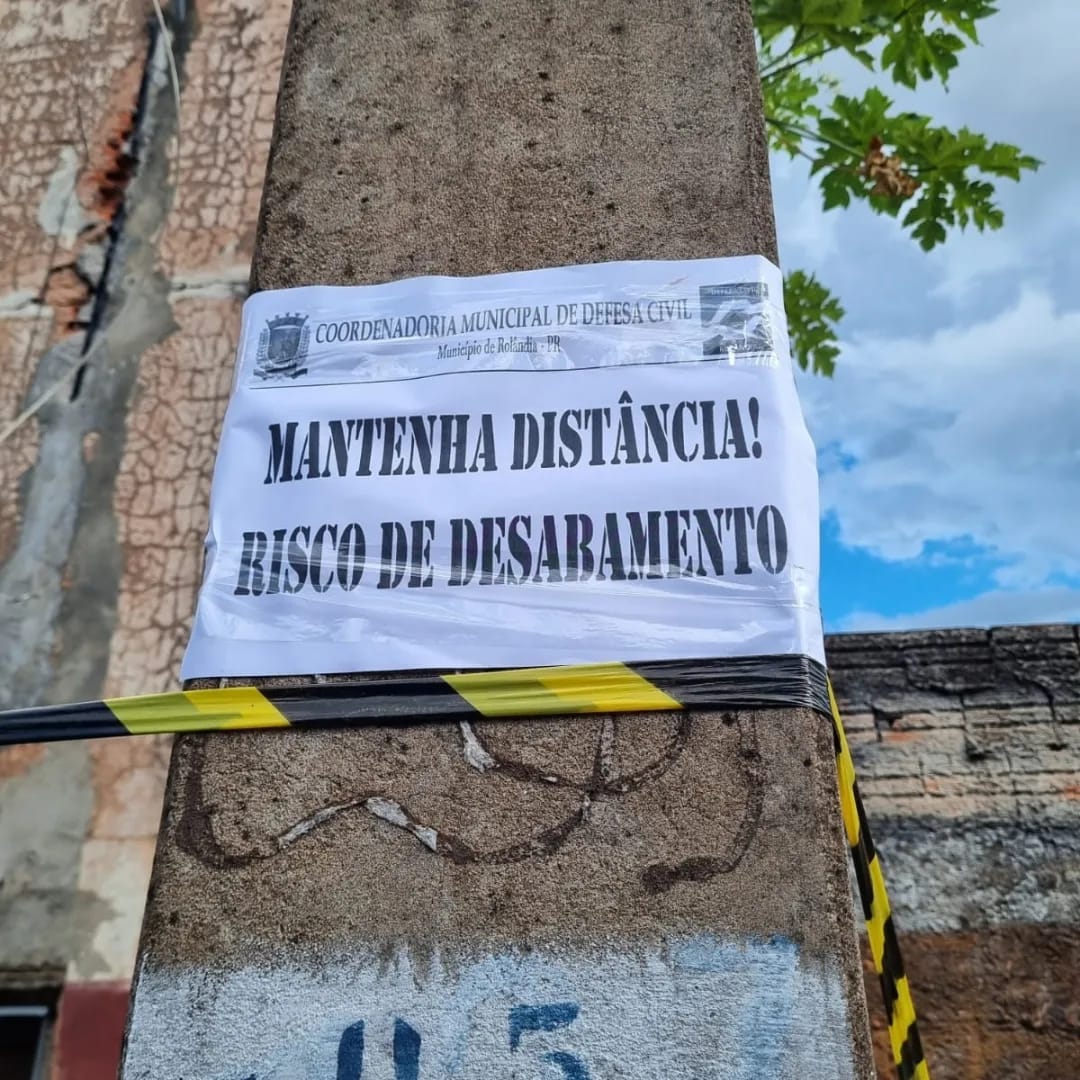 COORDENADORIA MUNICIPAL DE DEFESA CIVIL
Município de Rolândia - PR
MANTENHA DISTÂNCIA!
RISCO DE DESABAMENTO